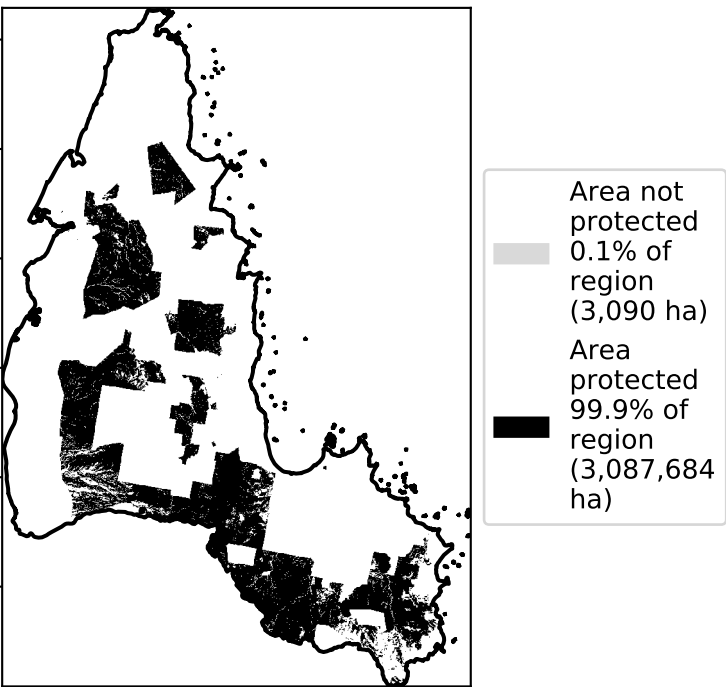 Area not
protected
0.1% of
region
(3,090 ha)
Area
protected
99.9% of
region
(3,087,684
ha)